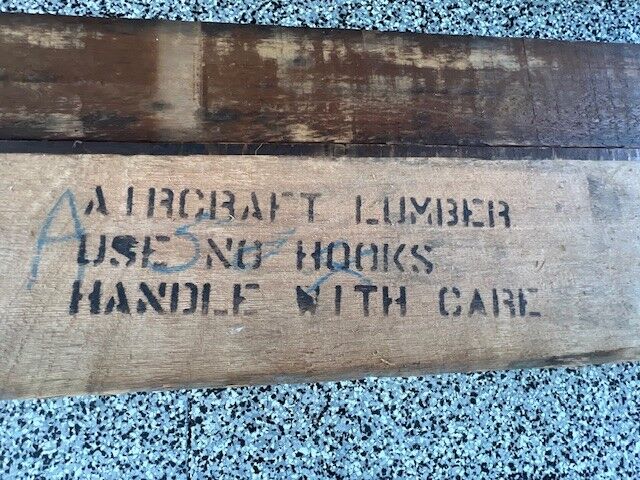 AIRCRAFT LUMBER
USE NO HOOKS
HANDLE WITH CARE